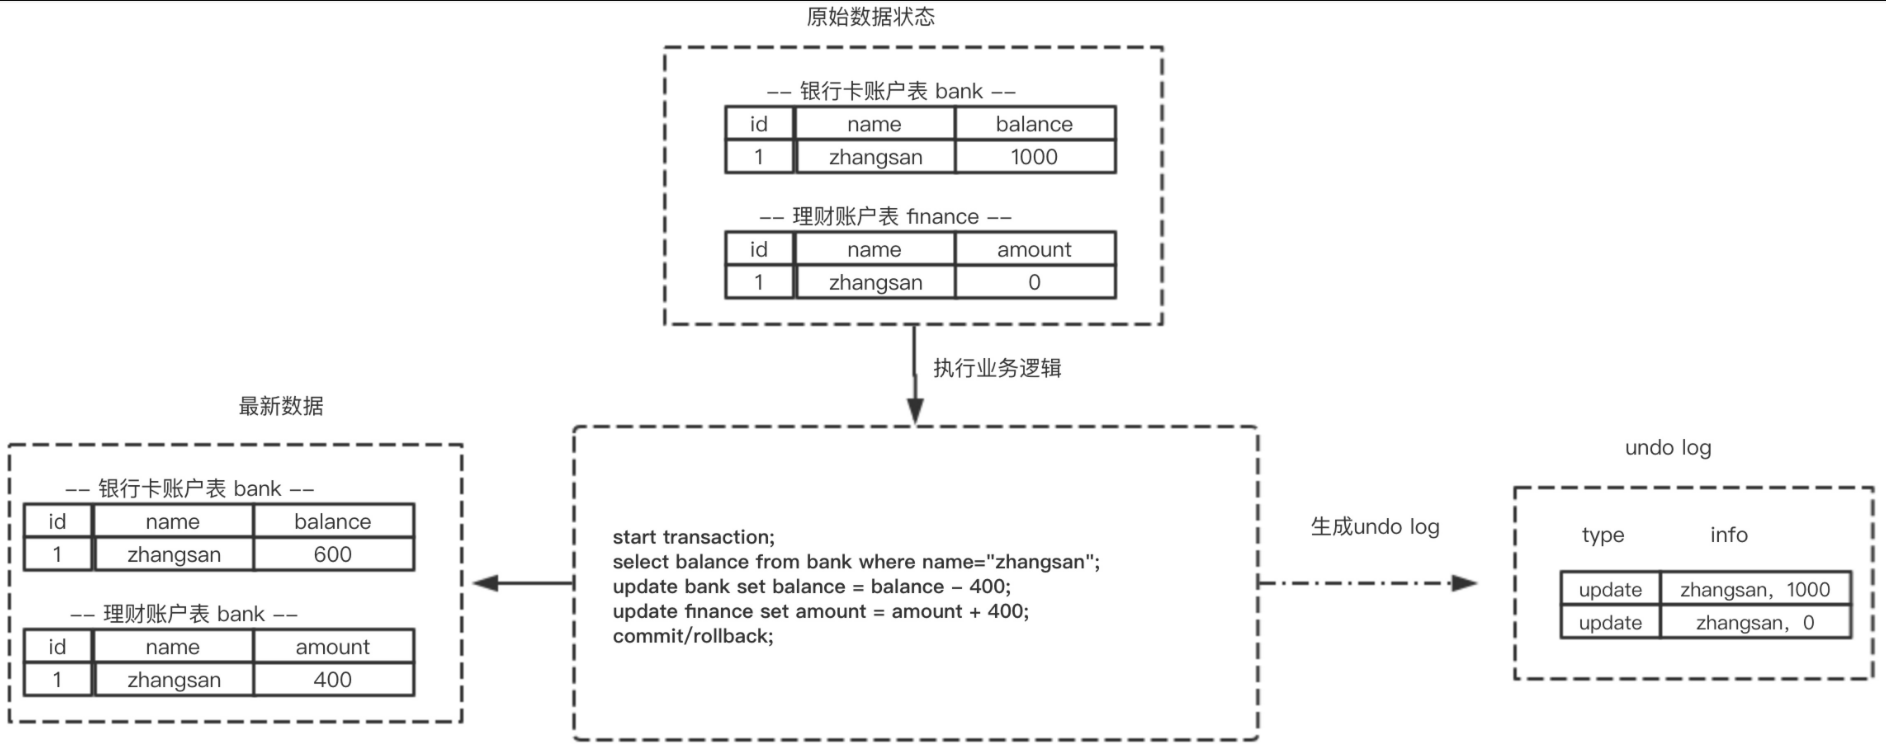 原始数据状态
-- 银行卡账户表 bank --
id name balance
1 zhangsan 1000
-- 理财账户表 finance --
id name amount
1 zhangsan 0
执行业务逻辑
最新数据
-- 银行卡账户表 bank --
id name balance
1 zhangsan 600
-- 理财账户表 bank --
id name amount
1 zhangsan 400
start transaction;
select balance from bank where name="zhangsan";
update bank set balance = balance - 400;
update finance set amount = amount + 400;
commit/rollback;
生成undo log
undo log
type info
update zhangsan, 1000
update zhangsan, 0